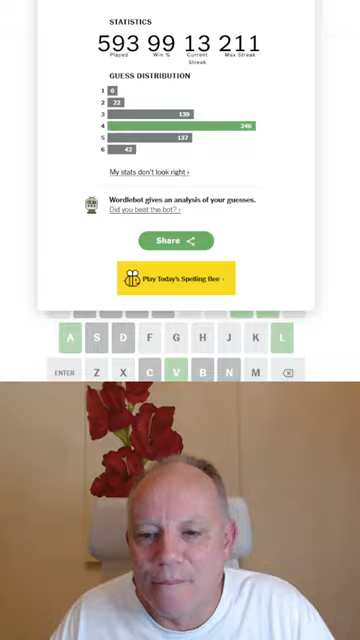 STATISTICS
593 99 13 211
Played Win % Current Streak Max Streak
GUESS DISTRIBUTION
1 0
2 22
3 139
4 246
5 137
6 42
My stats don't look right ›
Wordlebot gives an analysis of your guesses.
Did you beat the bot? ›
Share
Play Today's Spelling Bee ›
A S D F G H J K L
ENTER Z X C V B N M